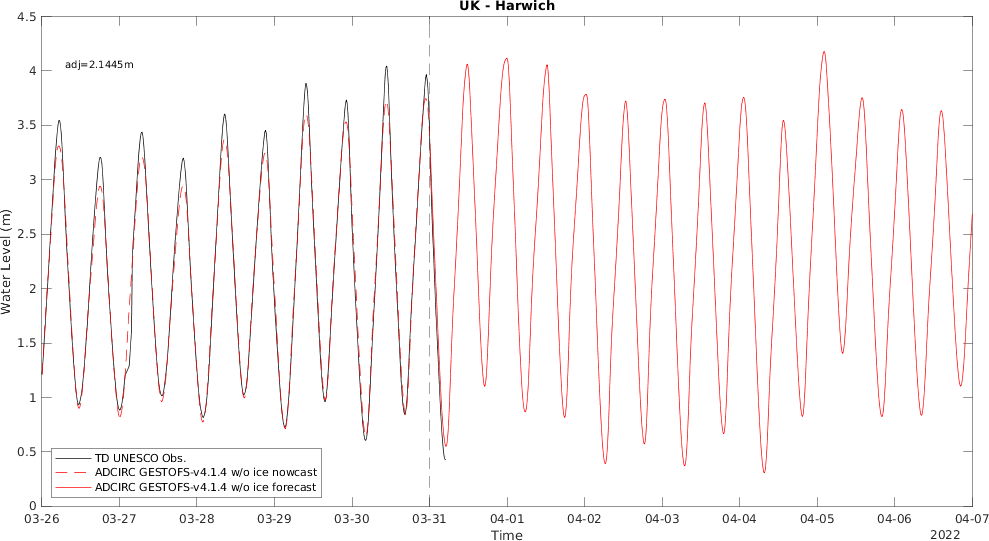 UK - Harwich
4.5
4
3.5
3
2.5
2
1.5
1
0.5
0
Water Level (m)
adj=2.1445m
TD UNESCO Obs.
ADCIRC GESTOFS-v4.1.4 w/o ice nowcast
ADCIRC GESTOFS-v4.1.4 w/o ice forecast
03-26 03-27 03-28 03-29 03-30 03-31 04-01 04-02 04-03 04-04 04-05 04-06 04-07
Time
2022